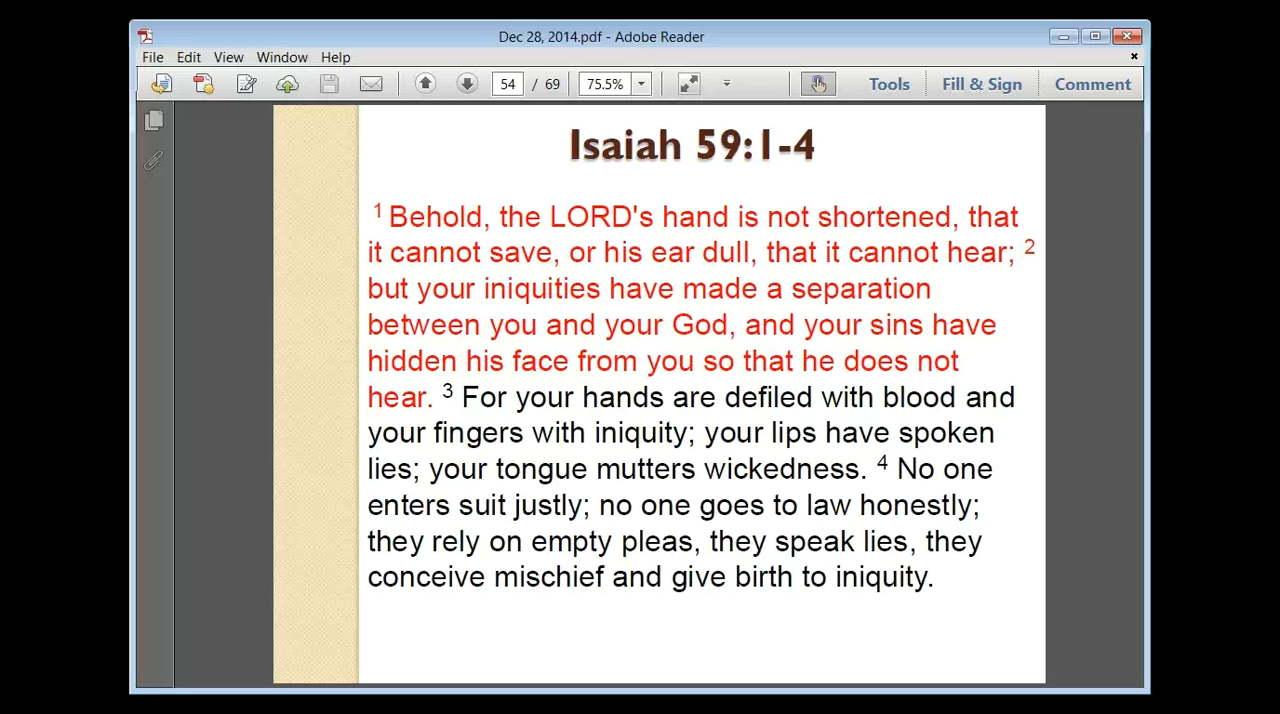 Dec 28, 2014.pdf - Adobe Reader
File Edit View Window Help
54 / 69 75.5% Tools Fill & Sign Comment
Isaiah 59:1-4
1 Behold, the LORD's hand is not shortened, that
it cannot save, or his ear dull, that it cannot hear; 2
but your iniquities have made a separation
between you and your God, and your sins have
hidden his face from you so that he does not
hear. 3 For your hands are defiled with blood and
your fingers with iniquity; your lips have spoken
lies; your tongue mutters wickedness. 4 No one
enters suit justly; no one goes to law honestly;
they rely on empty pleas, they speak lies, they
conceive mischief and give birth to iniquity.